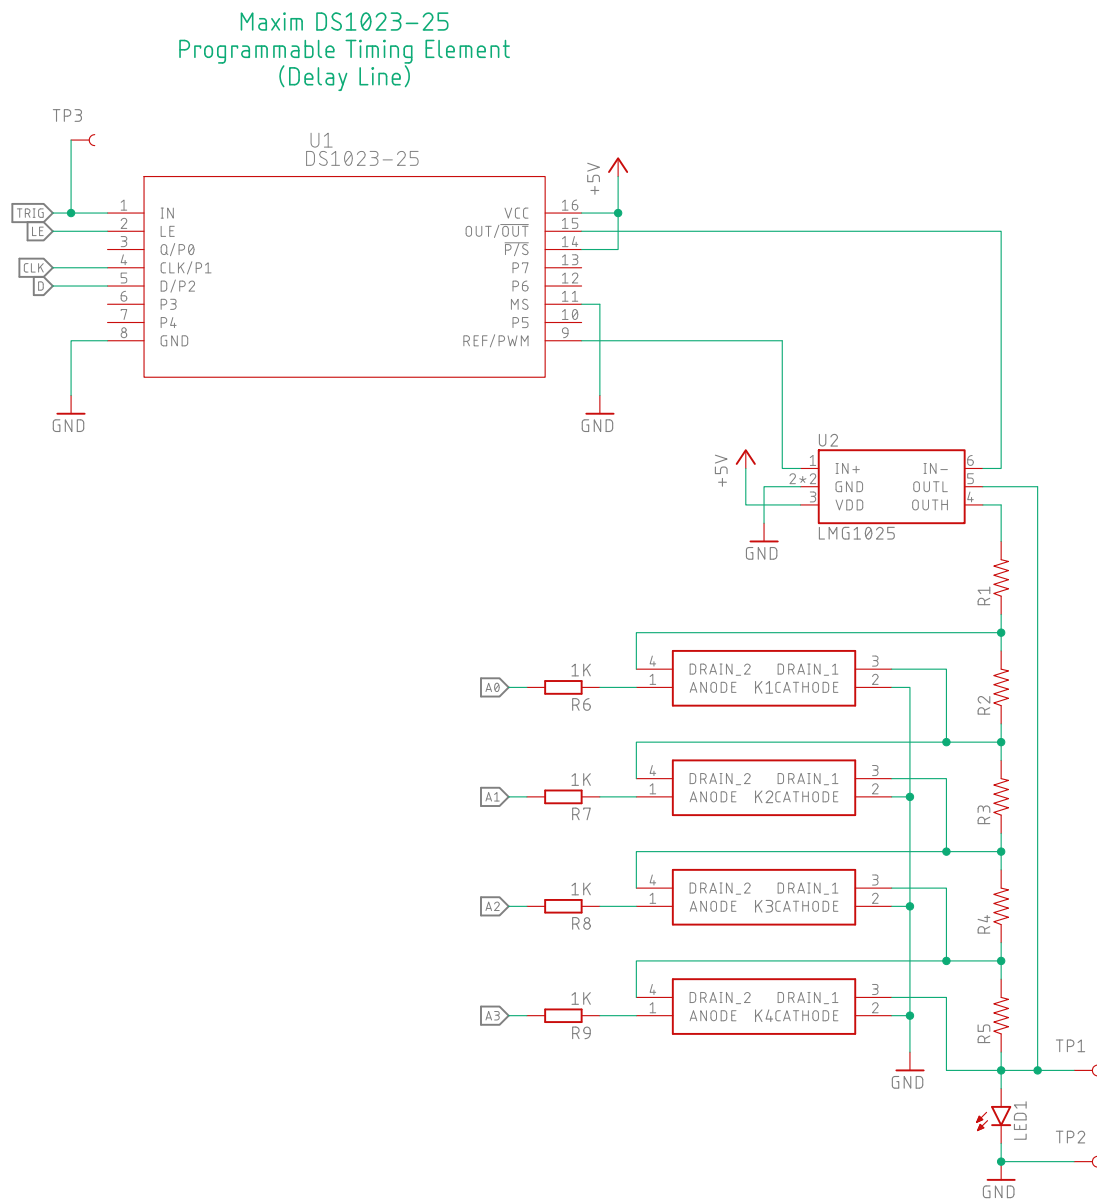 Maxim DS1023-25
Programmable Timing Element
(Delay Line)
TP3
U1
DS1023-25
+5V
TRIG
1
IN
VCC
16
LE
2
LE
OUT/OUT
15
3
Q/P0
P/S
14
CLK
4
CLK/P1
P7
13
D
5
D/P2
P6
12
6
P3
MS
11
7
P4
P5
10
8
GND
REF/PWM
9
GND
GND
U2
+5V
1
IN+
IN-
6
2*2
GND
OUTL
5
3
VDD
OUTH
4
LMG1025
GND
R1
4
DRAIN_2
DRAIN_1
3
A0
1K
R6
1
ANODE
K1
CATHODE
2
R2
4
DRAIN_2
DRAIN_1
3
A1
1K
R7
1
ANODE
K2
CATHODE
2
R3
4
DRAIN_2
DRAIN_1
3
A2
1K
R8
1
ANODE
K3
CATHODE
2
R4
4
DRAIN_2
DRAIN_1
3
A3
1K
R9
1
ANODE
K4
CATHODE
2
R5
TP1
GND
LED1
TP2
GND